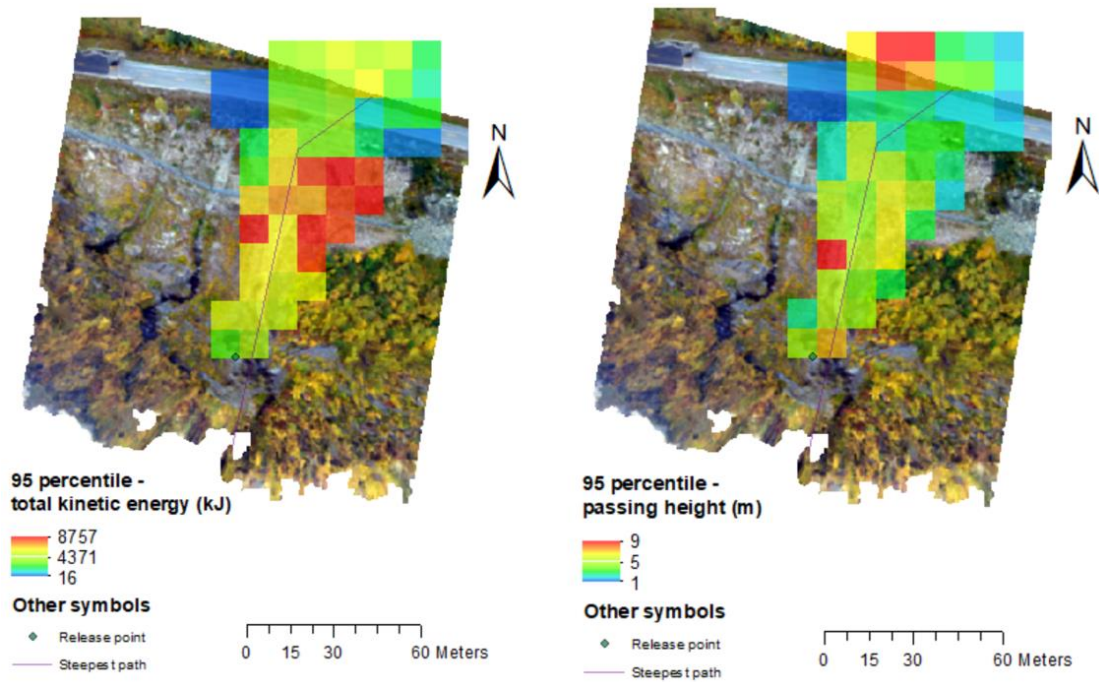 N
95 percentile -
total kinetic energy (kJ)
8757
4371
16
Other symbols
Release point
Steepest path
0 15 30 60 Meters
N
95 percentile -
passing height (m)
9
5
1
Other symbols
Release point
Steepest path
0 15 30 60 Meters